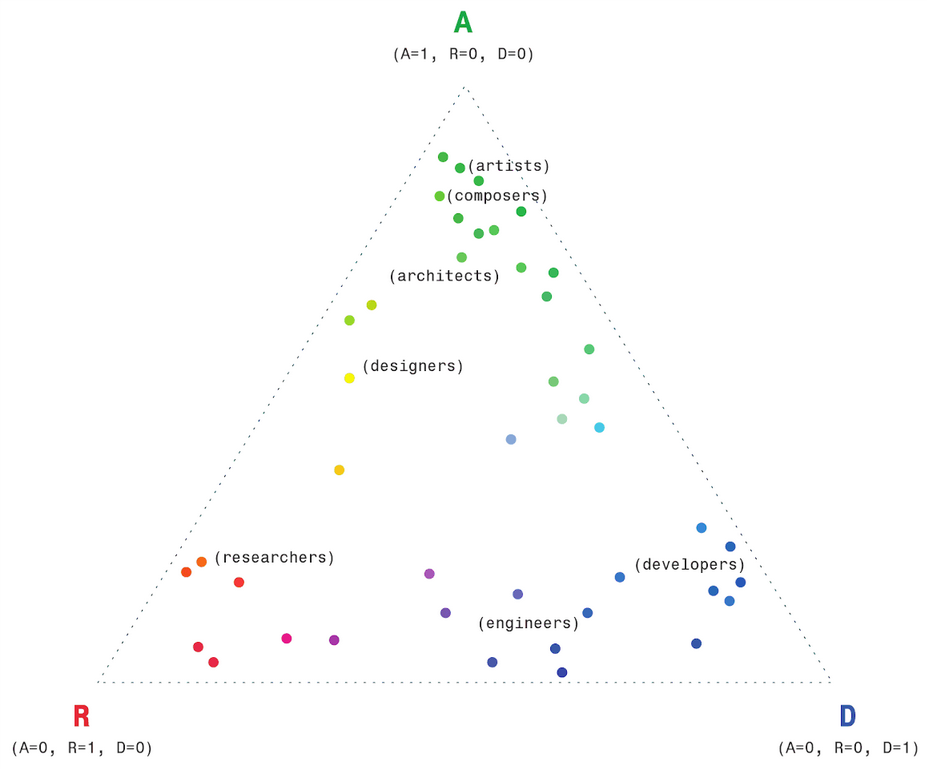 A
(A=1, R=0, D=0)
(artists)
(composers)
(architects)
(designers)
(researchers)
(developers)
(engineers)
R
(A=0, R=1, D=0)
D
(A=0, R=0, D=1)